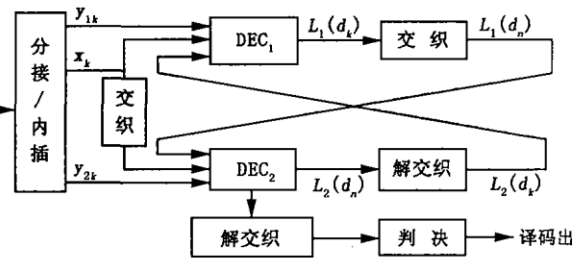 分接/内插
y₁ₖ
xₖ
y₂ₖ
交织
DEC₁
L₁(dₖ)
交 织
L₁(dₙ)
DEC₂
L₂(dₙ)
解交织
L₂(dₖ)
解交织
判 决
译码出